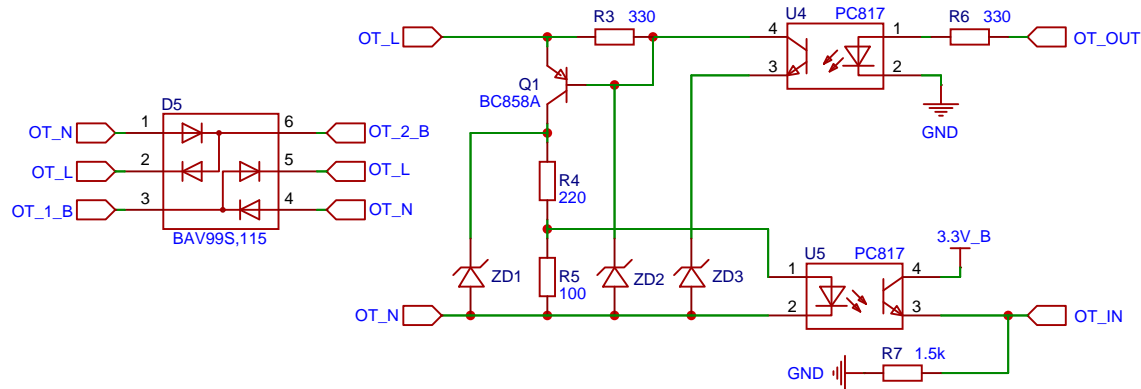 R3 330
U4 PC817
R6 330
OT_L
4
1
OT_OUT
3
2
Q1
BC858A
GND
D5
OT_N
1
6
OT_2_B
OT_L
2
5
OT_L
OT_1_B
3
4
OT_N
BAV99S,115
R4
220
U5 PC817
3.3V_B
ZD1
R5
100
ZD2
ZD3
1
4
OT_N
2
3
OT_IN
R7 1.5k
GND